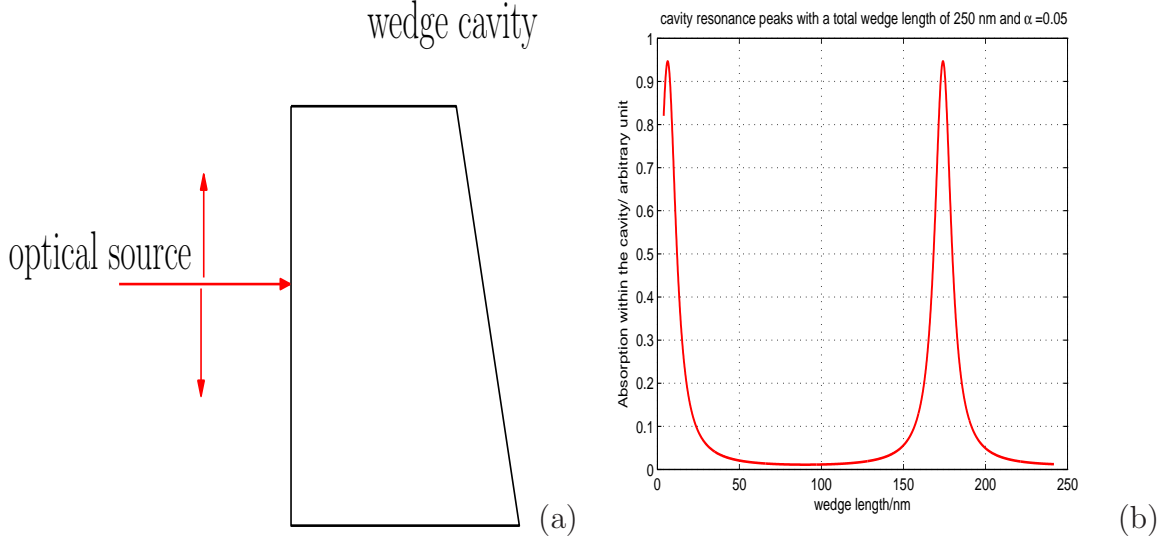 wedge cavity
optical source
(a)
cavity resonance peaks with a total wedge length of 250 nm and α =0.05
Absorption within the cavity/ arbitrary unit
1
0.9
0.8
0.7
0.6
0.5
0.4
0.3
0.2
0.1
0
0 50 100 150 200 250
wedge length/nm
(b)